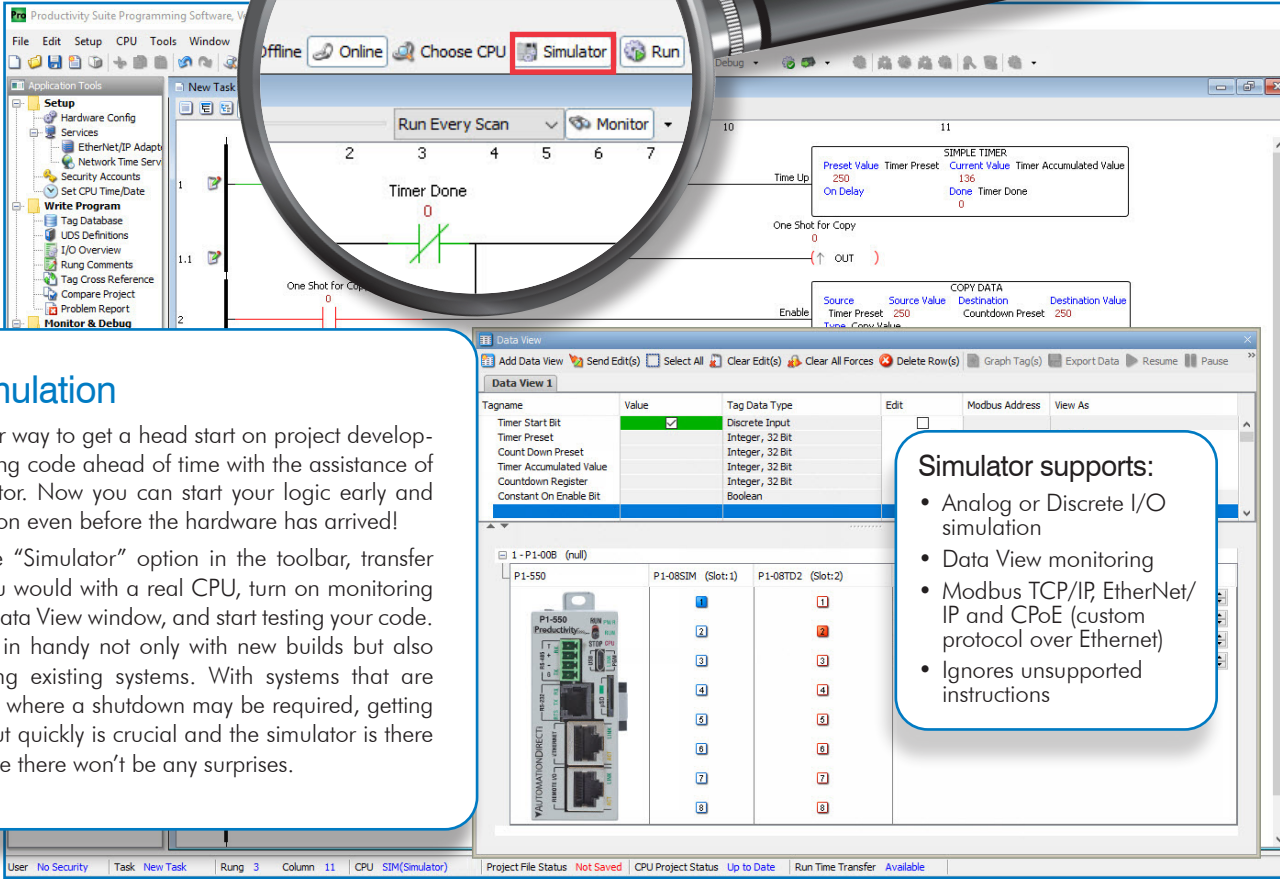 Productivity Suite Programming Software, Ve
File Edit Setup CPU Tools Window
Offline Online Choose CPU Simulator Run
Debug
Application Tools
New Task
Setup
Hardware Config
Services
EtherNet/IP Adapt
Network Time Serv
Security Accounts
Set CPU Time/Date
Write Program
Tag Database
UDS Definitions
I/O Overview
Rung Comments
Tag Cross Reference
Compare Project
Problem Report
Monitor & Debug
Run Every Scan Monitor
2 3 4 5 6 7
10 11
Timer Done
0
1
1.1
2
One Shot for Cop
0
Time Up
SIMPLE TIMER
Preset Value Timer Preset Current Value Timer Accumulated Value
250 136
On Delay Done Timer Done
0
One Shot for Copy
0
(↑ OUT )
Enable
COPY DATA
Source Source Value Destination Destination Value
Timer Preset 250 Countdown Preset 250
Type Copy Value
nulation
r way to get a head start on project develop-
ng code ahead of time with the assistance of
tor. Now you can start your logic early and
on even before the hardware has arrived!
e “Simulator” option in the toolbar, transfer
u would with a real CPU, turn on monitoring
ata View window, and start testing your code.
in handy not only with new builds but also
ng existing systems. With systems that are
where a shutdown may be required, getting
ut quickly is crucial and the simulator is there
e there won’t be any surprises.
Data View
Add Data View Send Edit(s) Select All Clear Edit(s) Clear All Forces Delete Row(s) Graph Tag(s) Export Data Resume Pause
Data View 1
Tagname Value Tag Data Type Edit Modbus Address View As
Timer Start Bit Discrete Input
Timer Preset Integer, 32 Bit
Count Down Preset Integer, 32 Bit
Timer Accumulated Value Integer, 32 Bit
Countdown Register Integer, 32 Bit
Constant On Enable Bit Boolean
1 - P1-00B (null)
P1-550 P1-08SIM (Slot:1) P1-08TD2 (Slot:2)
P1-550
Productivity
RUN PWR
RUN
STOP CPU
RS-485
USB
RS-232
µSD
ETHERNET
REMOTE I/O
AUTOMATIONDIRECT
1 1
2 2
3 3
4 4
5 5
6 6
7 7
8 8
Simulator supports:
• Analog or Discrete I/O
simulation
• Data View monitoring
• Modbus TCP/IP, EtherNet/
IP and CPoE (custom
protocol over Ethernet)
• Ignores unsupported
instructions
User No Security Task New Task Rung 3 Column 11 CPU SIM(Simulator) Project File Status Not Saved CPU Project Status Up to Date Run Time Transfer Available